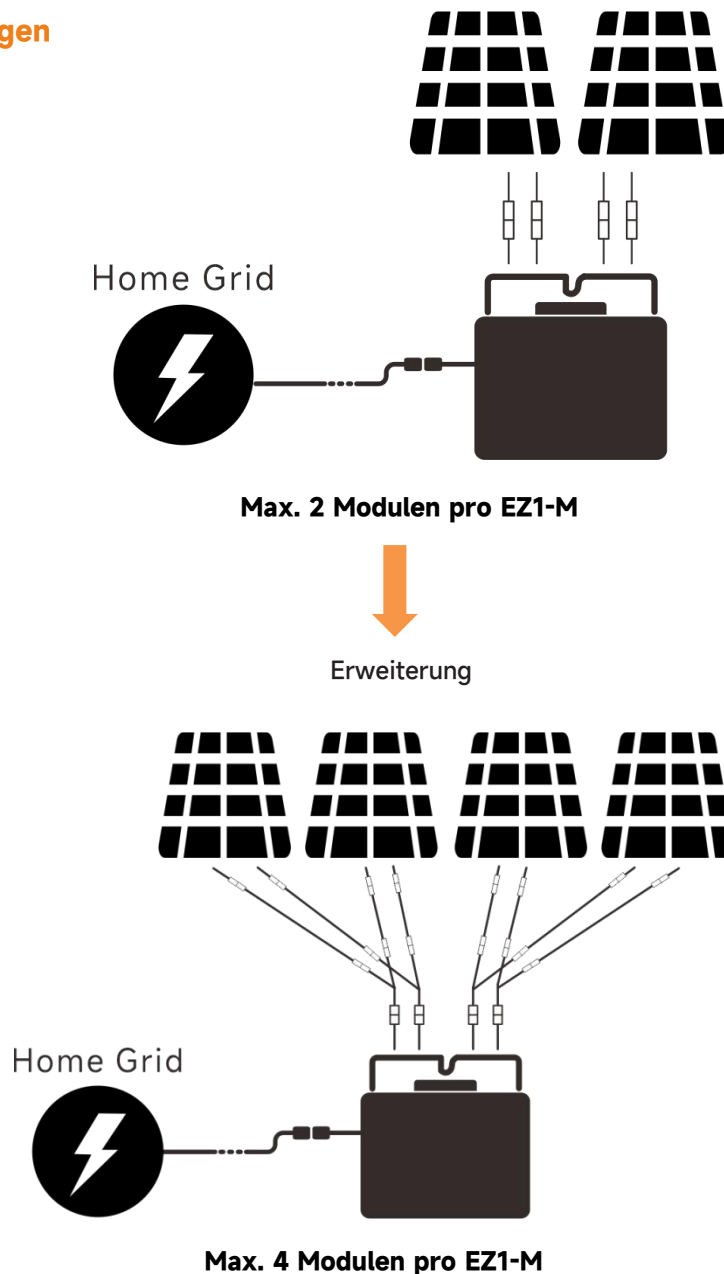 gen
Home Grid
Max. 2 Modulen pro EZ1-M
Erweiterung
Home Grid
Max. 4 Modulen pro EZ1-M